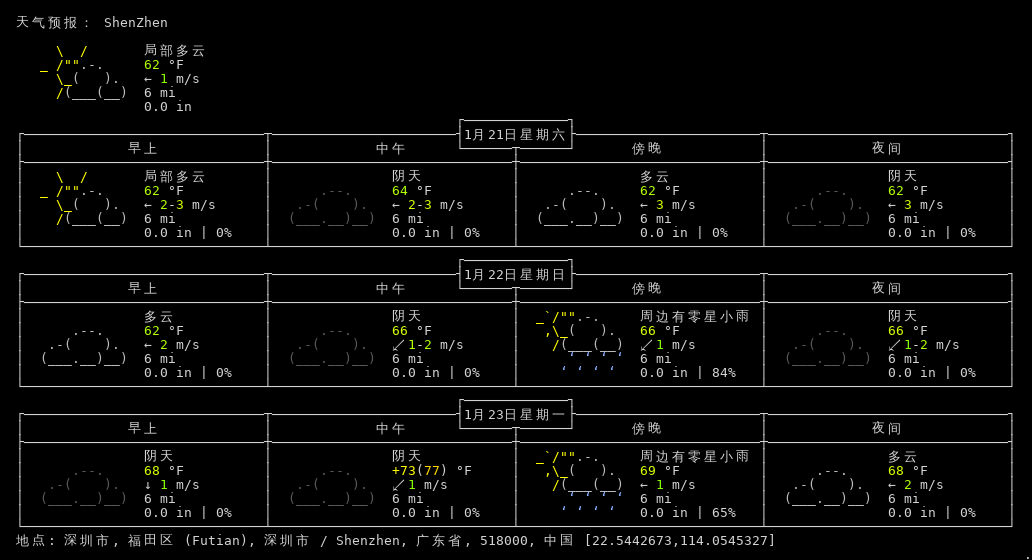 天气预报： ShenZhen
局部多云
62 °F
← 1 m/s
6 mi
0.0 in
1月21日星期六
早上 中午 傍晚 夜间
局部多云 阴天 多云 阴天
62 °F 64 °F 62 °F 62 °F
← 2-3 m/s ← 2-3 m/s ← 3 m/s ← 3 m/s
6 mi 6 mi 6 mi 6 mi
0.0 in | 0% 0.0 in | 0% 0.0 in | 0% 0.0 in | 0%
1月22日星期日
早上 中午 傍晚 夜间
多云 阴天 周边有零星小雨 阴天
62 °F 66 °F 66 °F 66 °F
← 2 m/s ↙ 1-2 m/s ↙ 1 m/s ↙ 1-2 m/s
6 mi 6 mi 6 mi 6 mi
0.0 in | 0% 0.0 in | 0% 0.0 in | 84% 0.0 in | 0%
1月23日星期一
早上 中午 傍晚 夜间
阴天 阴天 周边有零星小雨 多云
68 °F +73(77) °F 69 °F 68 °F
↓ 1 m/s ↙ 1 m/s ← 1 m/s ← 2 m/s
6 mi 6 mi 6 mi 6 mi
0.0 in | 0% 0.0 in | 0% 0.0 in | 65% 0.0 in | 0%
地点: 深圳市, 福田区 (Futian), 深圳市 / Shenzhen, 广东省, 518000, 中国 [22.5442673,114.0545327]